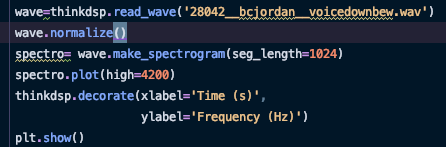 wave=thinkdsp.read_wave('28042__bcjordan__voicedownbew.wav')
wave.normalize()
spectro= wave.make_spectrogram(seg_length=1024)
spectro.plot(high=4200)
thinkdsp.decorate(xlabel='Time (s)',
ylabel='Frequency (Hz)')
plt.show()